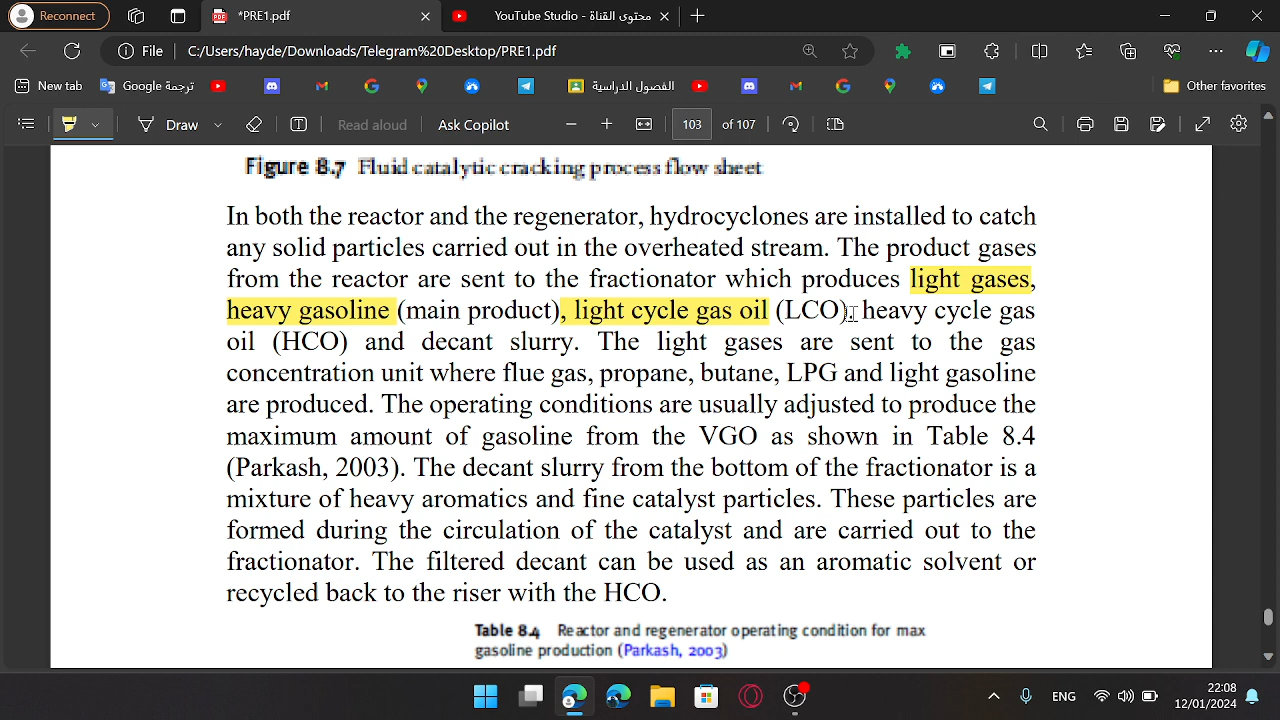 Reconnect
*PRE1.pdf
YouTube Studio - محتوى القناة
File
C:/Users/hayde/Downloads/Telegram%20Desktop/PRE1.pdf
New tab
ترجمة Google
الفصول الدراسية
Other favorites
Draw
Read aloud
Ask Copilot
103 of 107
Figure 8.7 Fluid catalytic cracking process flow sheet
In both the reactor and the regenerator, hydrocyclones are installed to catch
any solid particles carried out in the overheated stream. The product gases
from the reactor are sent to the fractionator which produces light gases,
heavy gasoline (main product), light cycle gas oil (LCO), heavy cycle gas
oil (HCO) and decant slurry. The light gases are sent to the gas
concentration unit where flue gas, propane, butane, LPG and light gasoline
are produced. The operating conditions are usually adjusted to produce the
maximum amount of gasoline from the VGO as shown in Table 8.4
(Parkash, 2003). The decant slurry from the bottom of the fractionator is a
mixture of heavy aromatics and fine catalyst particles. These particles are
formed during the circulation of the catalyst and are carried out to the
fractionator. The filtered decant can be used as an aromatic solvent or
recycled back to the riser with the HCO.
Table 8.4 Reactor and regenerator operating condition for max
gasoline production (Parkash, 2003)
ENG
22:08
12/01/2024